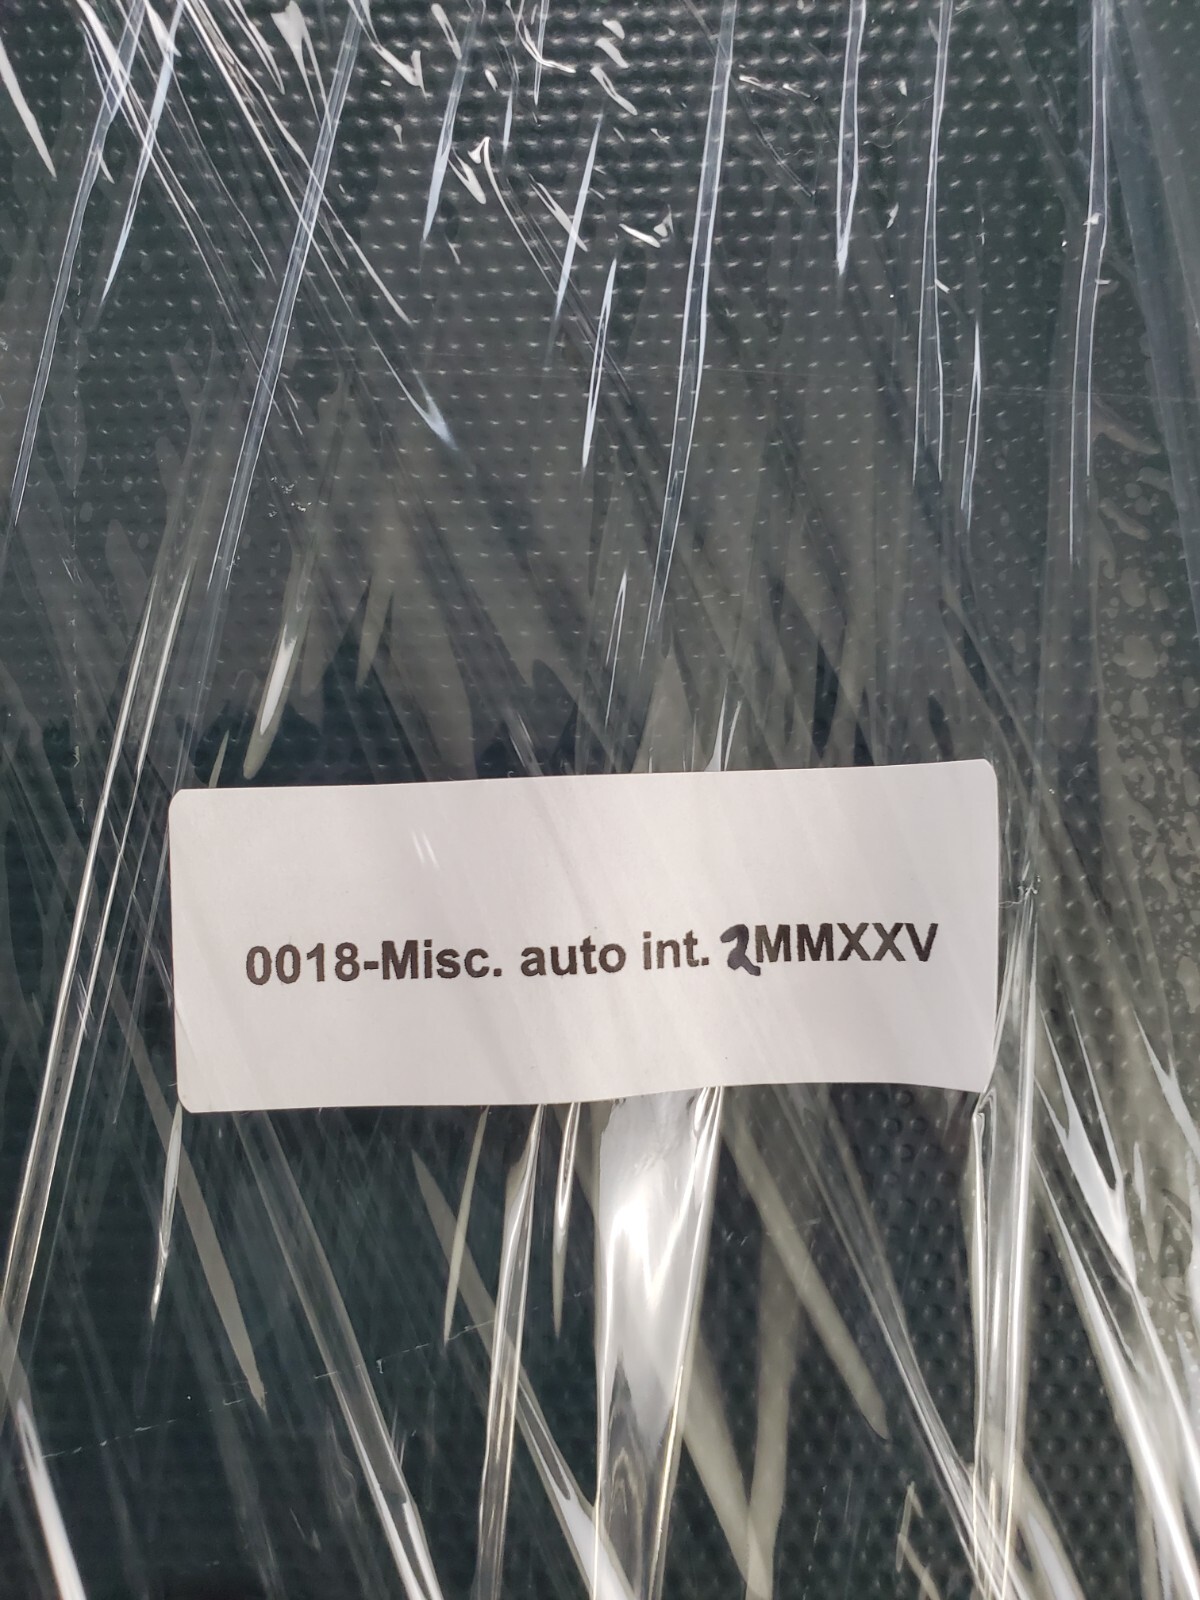 0018-Misc. auto int. 2MMXXV